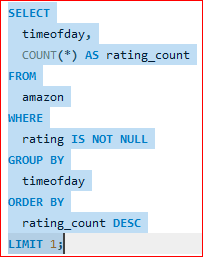 SELECT
  timeofday,
  COUNT(*) AS rating_count
FROM
  amazon
WHERE
  rating IS NOT NULL
GROUP BY
  timeofday
ORDER BY
  rating_count DESC
LIMIT 1;